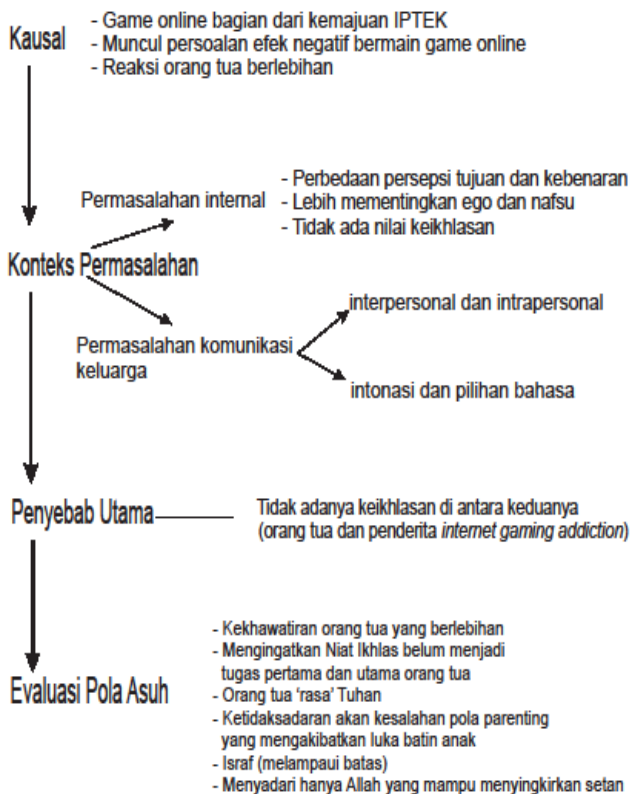 Kausal
- Game online bagian dari kemajuan IPTEK
- Muncul persoalan efek negatif bermain game online
- Reaksi orang tua berlebihan
Permasalahan internal
- Perbedaan persepsi tujuan dan kebenaran
- Lebih mementingkan ego dan nafsu
- Tidak ada nilai keikhlasan
Konteks Permasalahan
Permasalahan komunikasi
keluarga
interpersonal dan intrapersonal
intonasi dan pilihan bahasa
Penyebab Utama
Tidak adanya keikhlasan di antara keduanya
(orang tua dan penderita internet gaming addiction)
Evaluasi Pola Asuh
- Kekhawatiran orang tua yang berlebihan
- Mengingatkan Niat Ikhlas belum menjadi
tugas pertama dan utama orang tua
- Orang tua 'rasa' Tuhan
- Ketidaksadaran akan kesalahan pola parenting
yang mengakibatkan luka batin anak
- Israf (melampaui batas)
- Menyadari hanya Allah yang mampu menyingkirkan setan